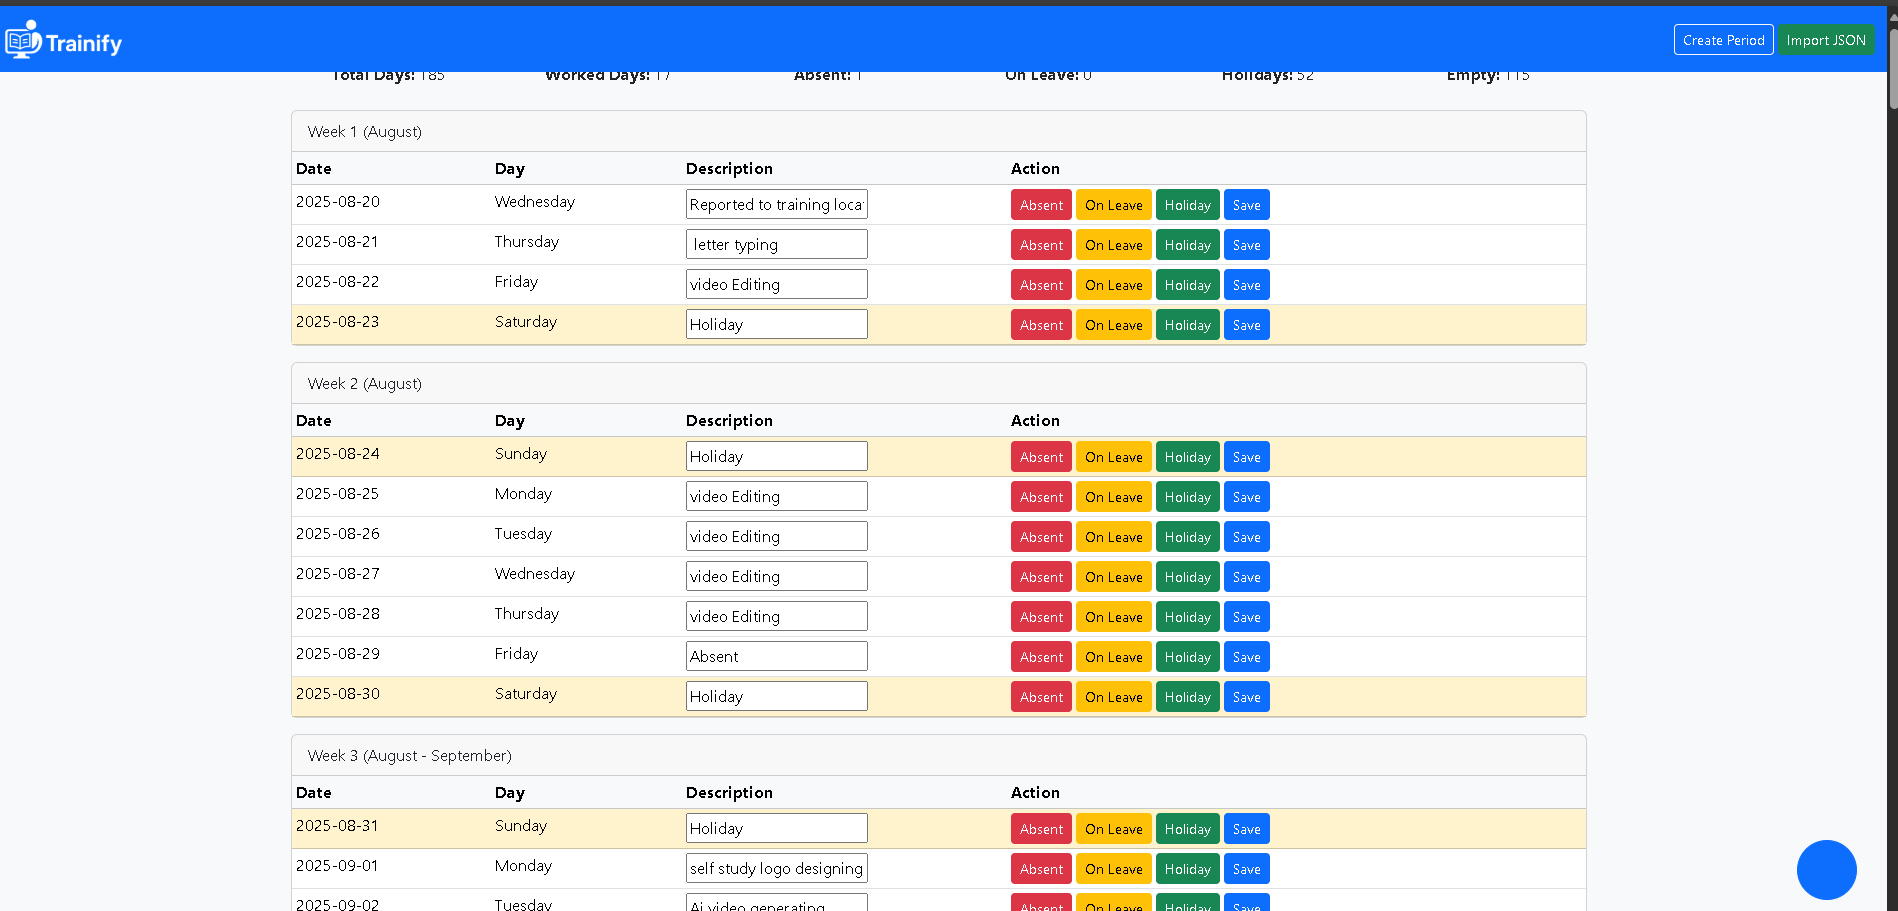 Trainify
Create Period Import JSON
Total Days: 185 Worked Days: 17 Absent: 1 On Leave: 0 Holidays: 52 Empty: 115
Week 1 (August)
Date Day Description Action
2025-08-20 Wednesday Reported to training loca Absent On Leave Holiday Save
2025-08-21 Thursday letter typing Absent On Leave Holiday Save
2025-08-22 Friday video Editing Absent On Leave Holiday Save
2025-08-23 Saturday Holiday Absent On Leave Holiday Save
Week 2 (August)
Date Day Description Action
2025-08-24 Sunday Holiday Absent On Leave Holiday Save
2025-08-25 Monday video Editing Absent On Leave Holiday Save
2025-08-26 Tuesday video Editing Absent On Leave Holiday Save
2025-08-27 Wednesday video Editing Absent On Leave Holiday Save
2025-08-28 Thursday video Editing Absent On Leave Holiday Save
2025-08-29 Friday Absent Absent On Leave Holiday Save
2025-08-30 Saturday Holiday Absent On Leave Holiday Save
Week 3 (August - September)
Date Day Description Action
2025-08-31 Sunday Holiday Absent On Leave Holiday Save
2025-09-01 Monday self study logo designing Absent On Leave Holiday Save
2025-09-02 Tuesday Ai video generating Absent On Leave Holiday Save